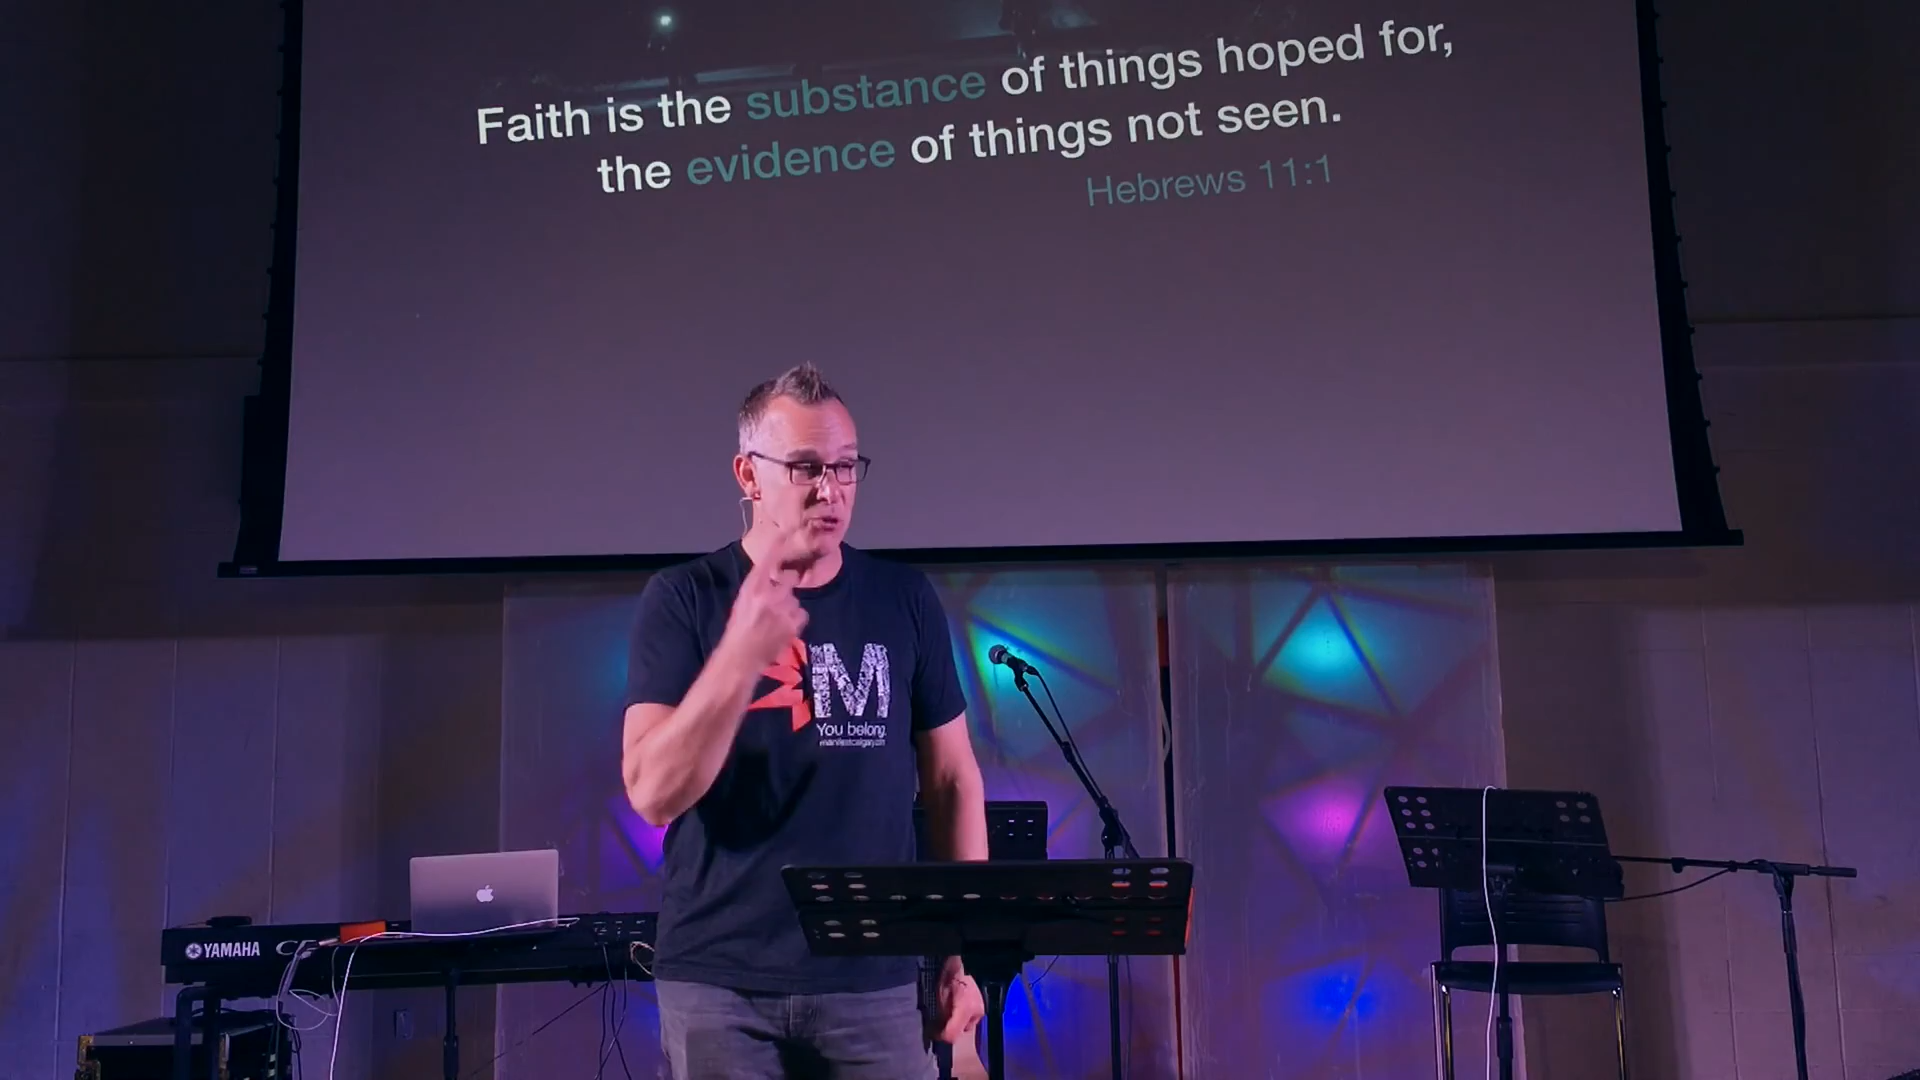 Faith is the substance of things hoped for,
the evidence of things not seen.
Hebrews 11:1
M
You belong.
YAMAHA